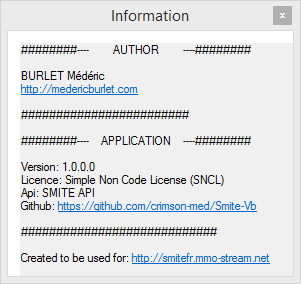 Information
x
########---- AUTHOR ----########
BURLET Médéric
http://medericburlet.com
########################
########---- APPLICATION ----########
Version: 1.0.0.0
Licence: Simple Non Code License (SNCL)
Api: SMITE API
Github: https://github.com/crimson-med/Smite-Vb
############################
Created to be used for: http://smitefr.mmo-stream.net